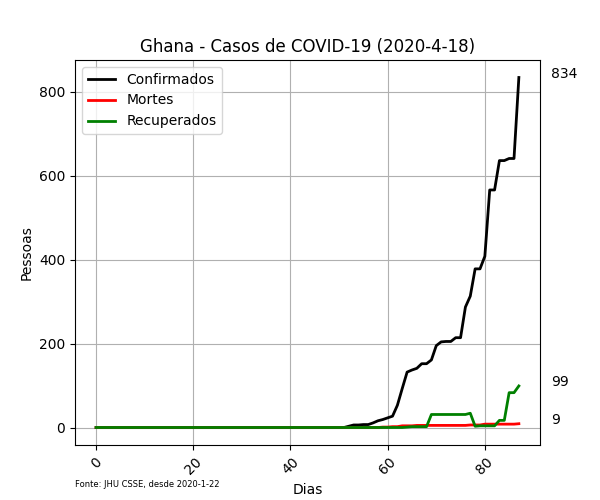 Ghana - Casos de COVID-19 (2020-4-18)
Confirmados
Mortes
Recuperados
834
99
9
Pessoas
800
600
400
200
0
0
20
40
60
80
Dias
Fonte: JHU CSSE, desde 2020-1-22